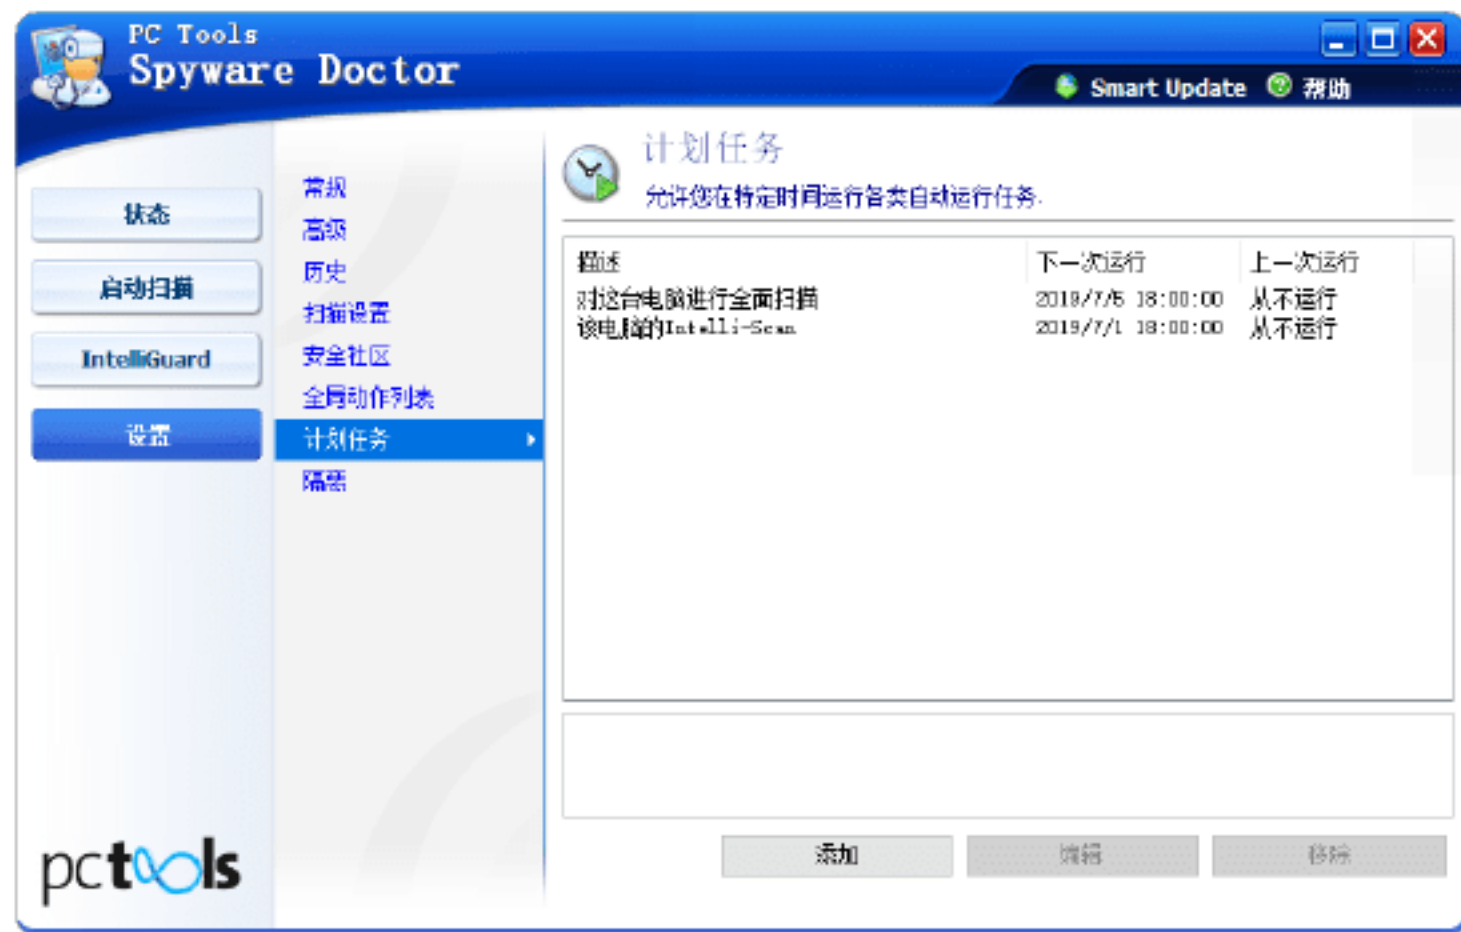 PC Tools
Spyware Doctor
Smart Update 帮助
状态
启动扫描
IntelliGuard
设置
常规
高级
历史
扫描设置
安全社区
全局动作列表
计划任务
隔离
计划任务
允许您在特定时间运行各类自动运行任务.
描述 下一次运行 上一次运行
对这台电脑进行全面扫描 2019/7/5 18:00:00 从不运行
该电脑的Intelli-Scan 2019/7/1 18:00:00 从不运行
添加 编辑 移除
pctools